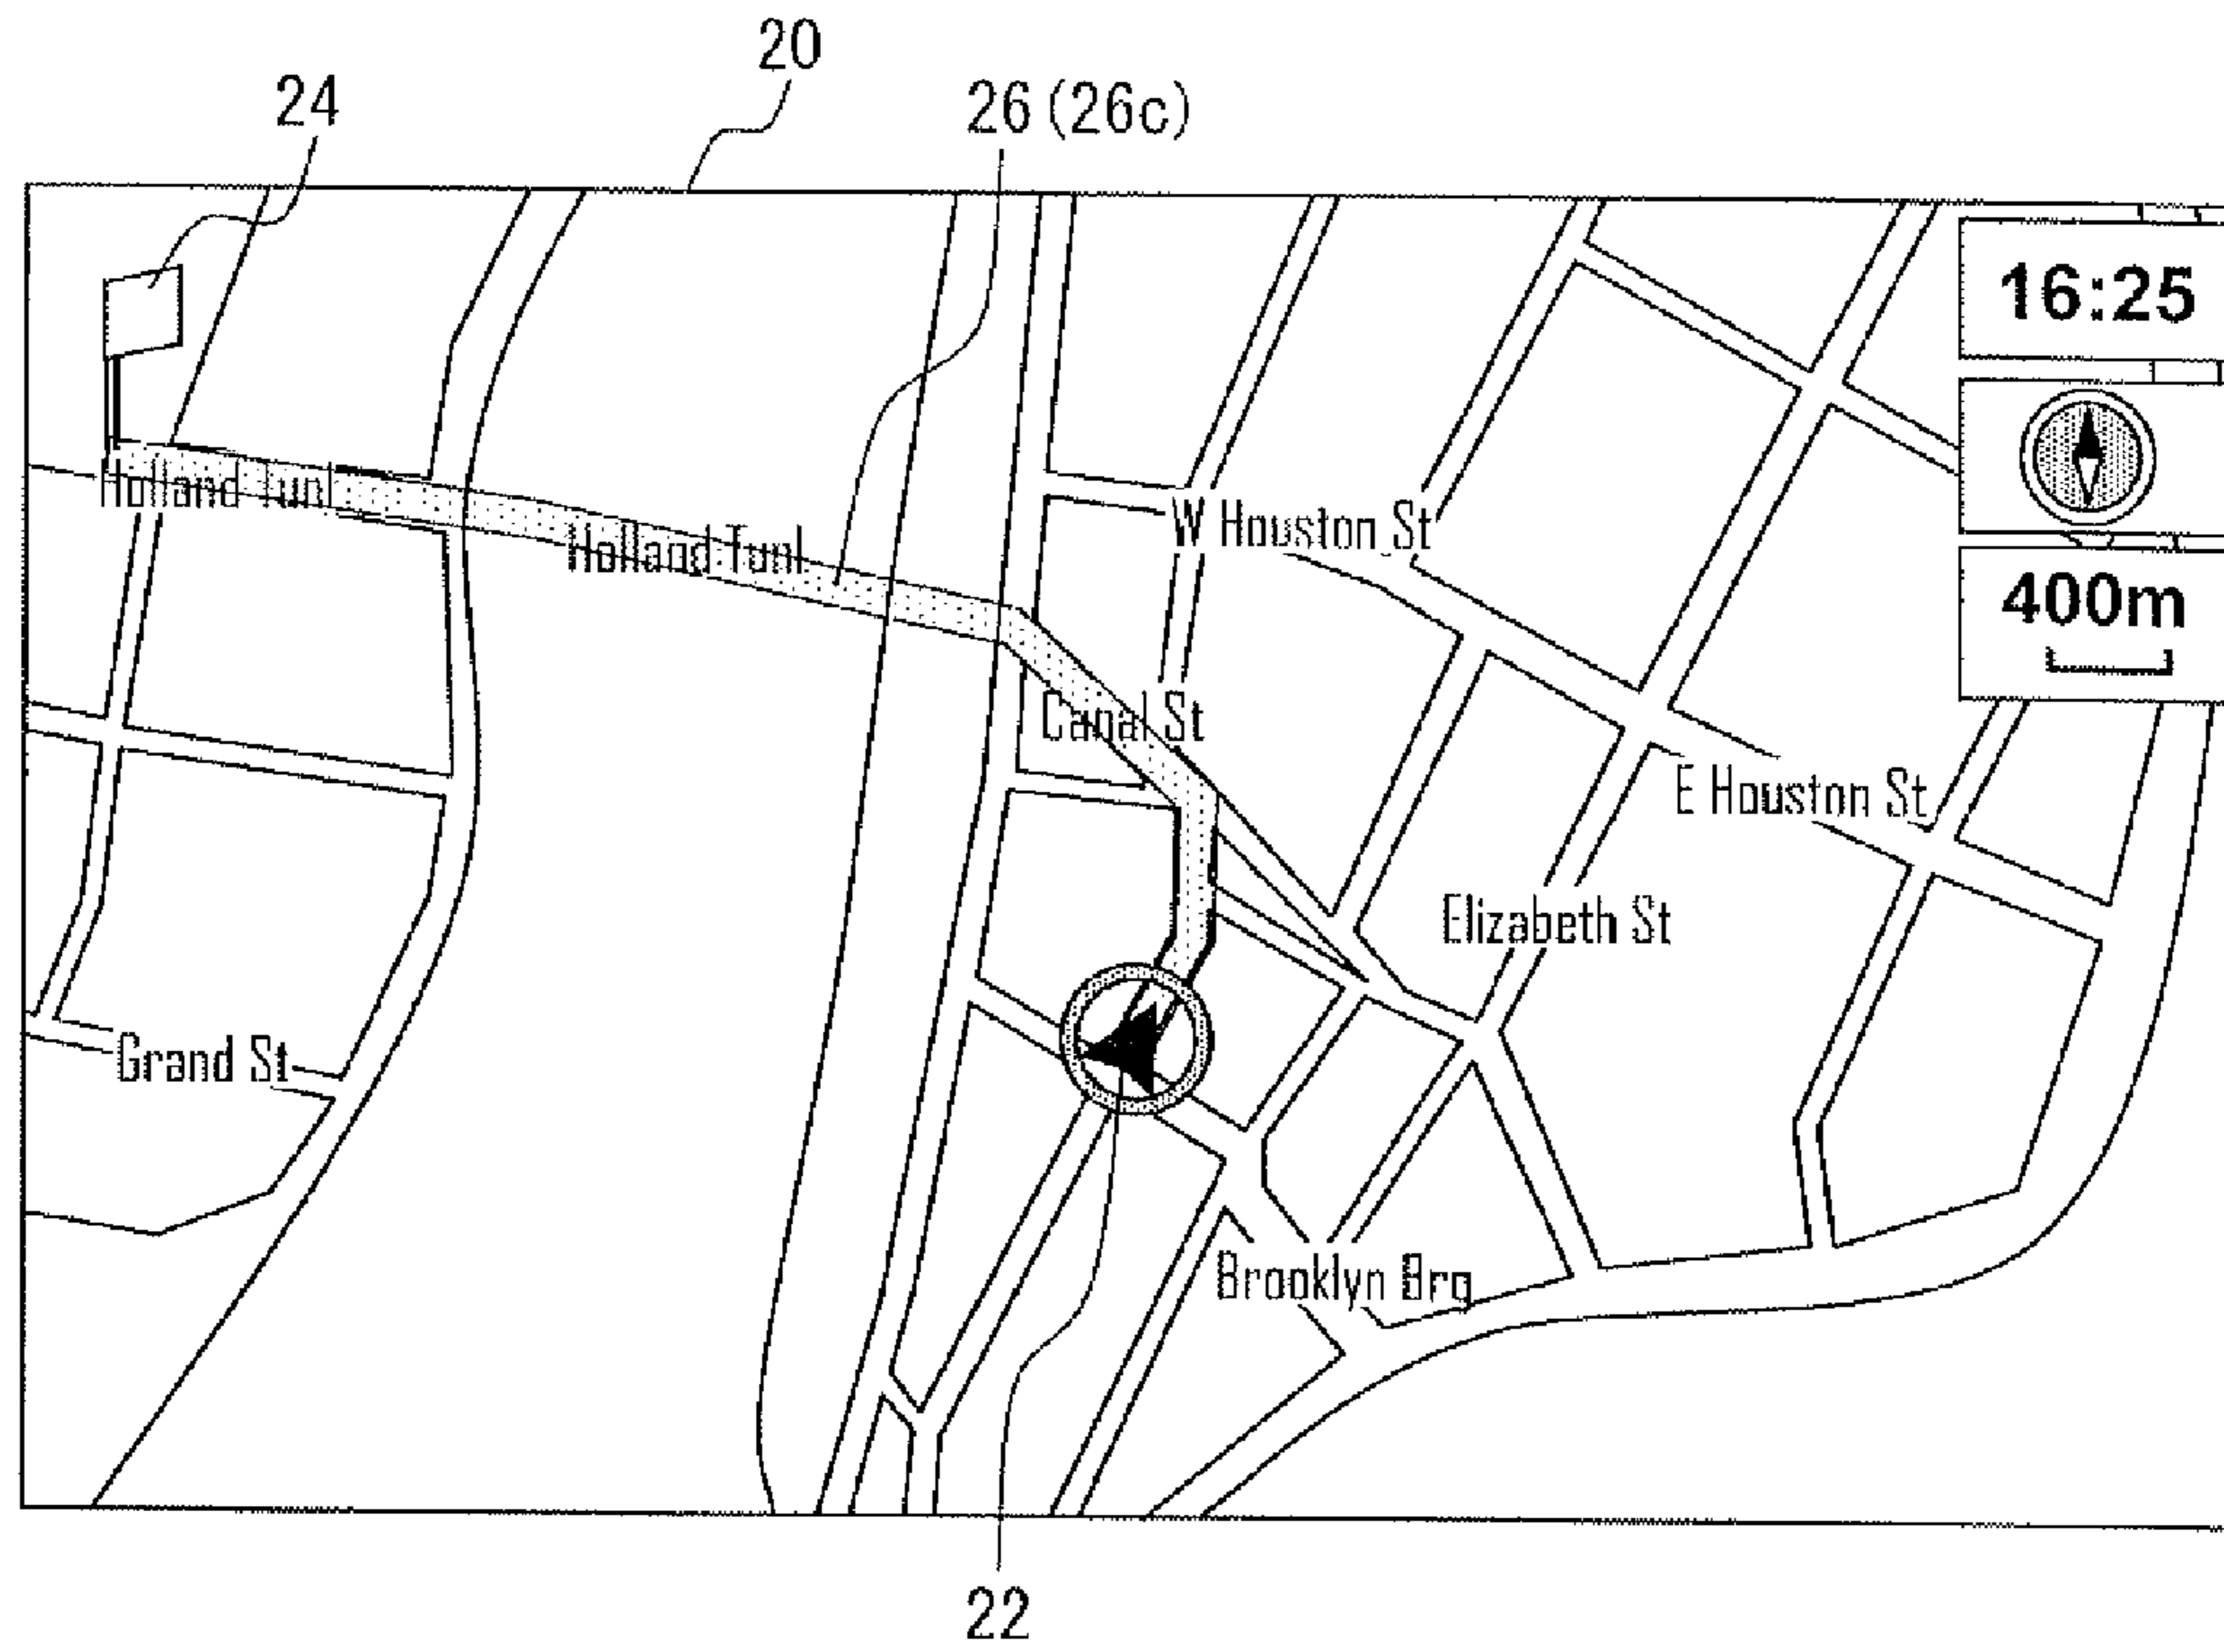 20
24
26 (26c)
16:25
Holland Tunl
W Houston St
Holland Tunl
400m
Canal St
E Houston St
Elizabeth St
Grand St
Brooklyn Brg
22